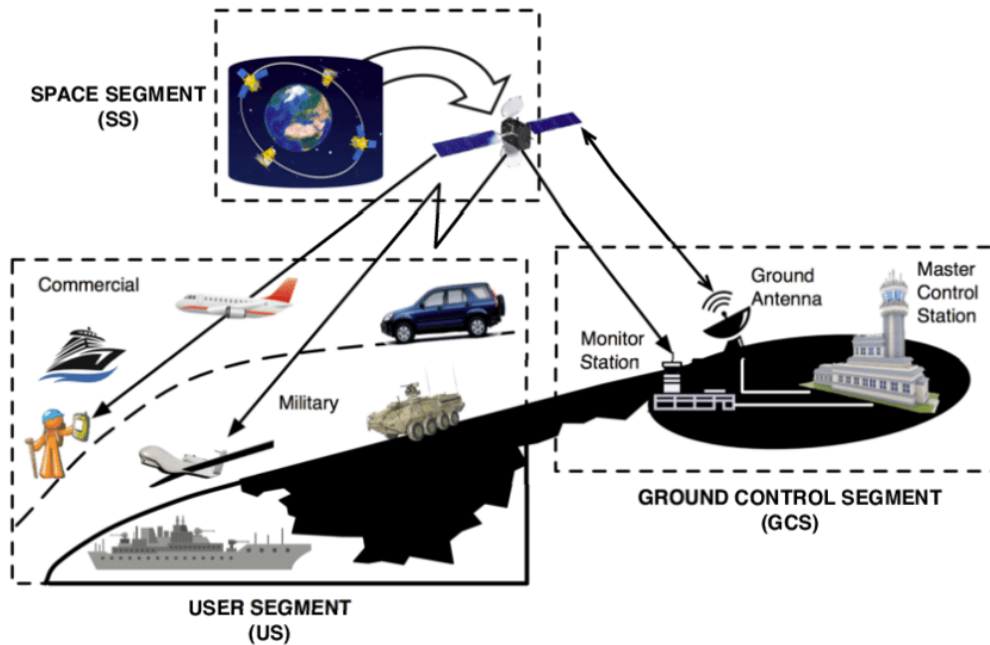 SPACE SEGMENT
(SS)
Commercial
Military
Ground
Antenna
Master
Control
Station
Monitor
Station
GROUND CONTROL SEGMENT
(GCS)
USER SEGMENT
(US)